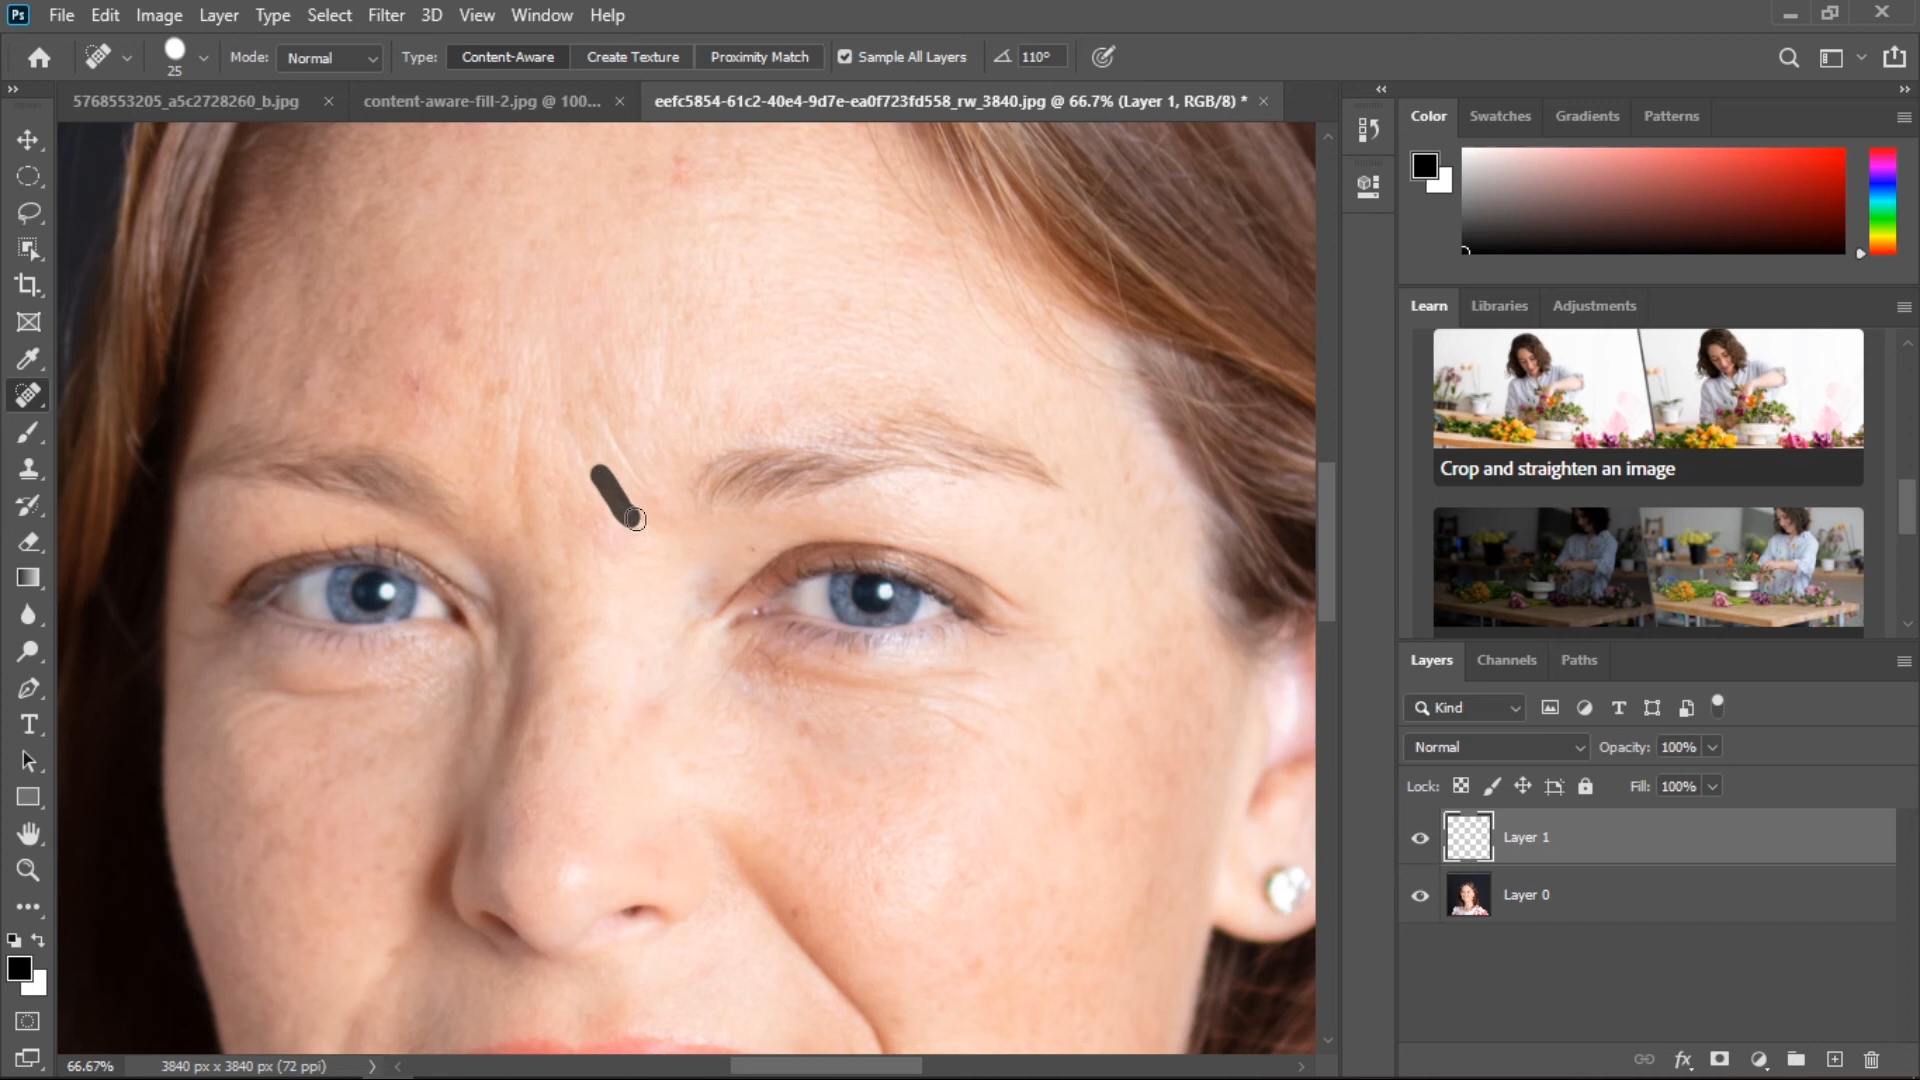 Ps File Edit Image Layer Type Select Filter 3D View Window Help
25 Mode: Normal Type: Content-Aware Create Texture Proximity Match Sample All Layers 110°
5768553205_a5c2728260_b.jpg content-aware-fill-2.jpg @ 100... eefc5854-61c2-40e4-9d7e-ea0f723fd558_rw_3840.jpg @ 66.7% (Layer 1, RGB/8) *
Color Swatches Gradients Patterns
Learn Libraries Adjustments
Crop and straighten an image
Layers Channels Paths
Kind
Normal Opacity: 100%
Lock: Fill: 100%
Layer 1
Layer 0
66.67% 3840 px x 3840 px (72 ppi)